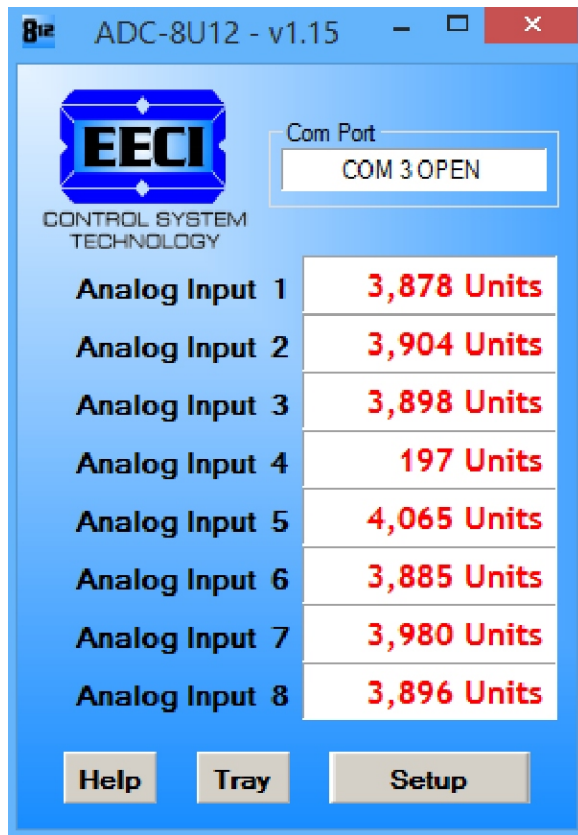 812 ADC-8U12 - v1.15
EECI
CONTROL SYSTEM
TECHNOLOGY
Com Port
COM 3 OPEN
Analog Input 1 3,878 Units
Analog Input 2 3,904 Units
Analog Input 3 3,898 Units
Analog Input 4 197 Units
Analog Input 5 4,065 Units
Analog Input 6 3,885 Units
Analog Input 7 3,980 Units
Analog Input 8 3,896 Units
Help Tray Setup